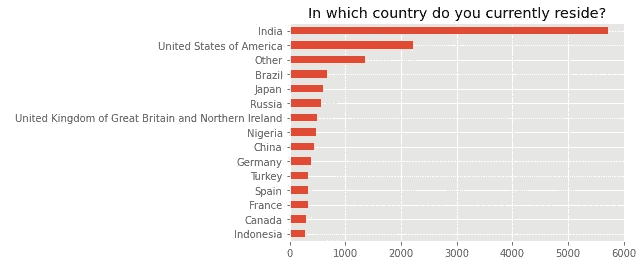 In which country do you currently reside?
India
United States of America
Other
Brazil
Japan
Russia
United Kingdom of Great Britain and Northern Ireland
Nigeria
China
Germany
Turkey
Spain
France
Canada
Indonesia
0 1000 2000 3000 4000 5000 6000